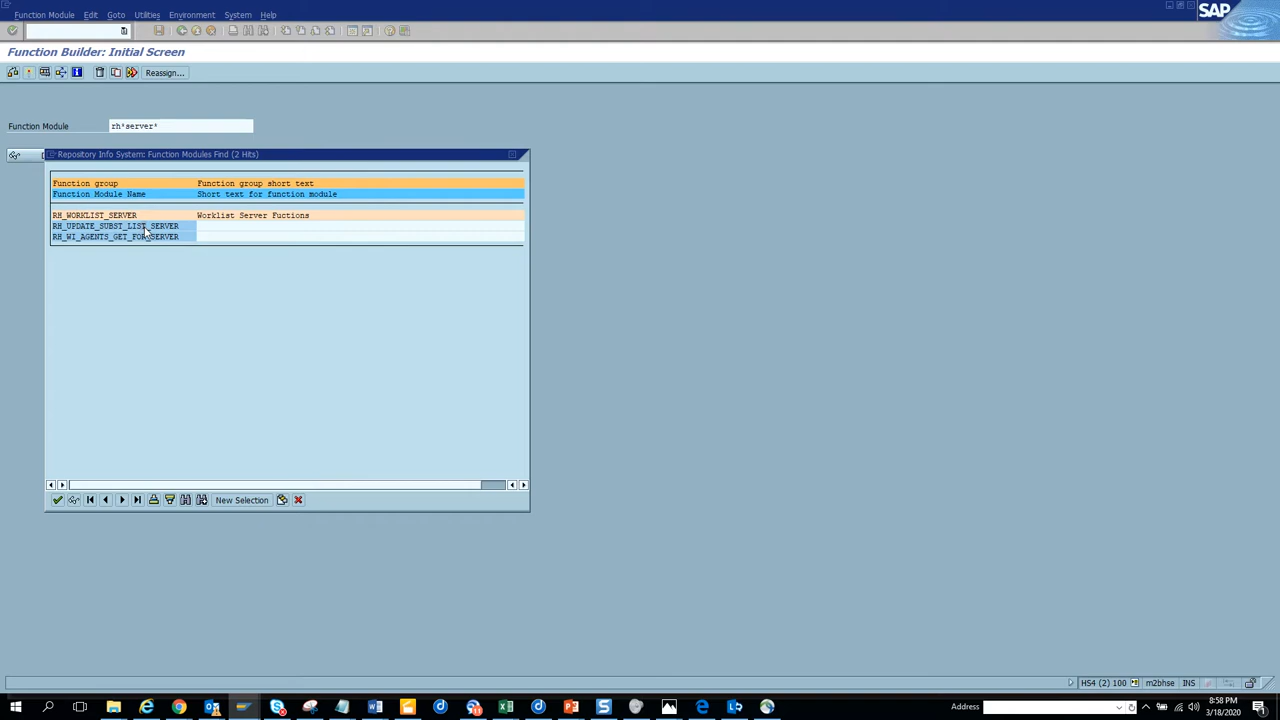 Function Module Edit Goto Utilities Environment System Help
SAP
Function Builder: Initial Screen
Reassign...
Function Module rh*server*
Repository Info System: Function Modules Find (2 Hits)
Function group Function group short text
Function Module Name Short text for function module
RH_WORKLIST_SERVER Worklist Server Fuctions
RH_UPDATE_SUBST_LIST_SERVER
RH_WI_AGENTS_GET_FOR_SERVER
New Selection
HS4 (2) 100 m2bhse INS
Address
8:58 PM
3/18/2020